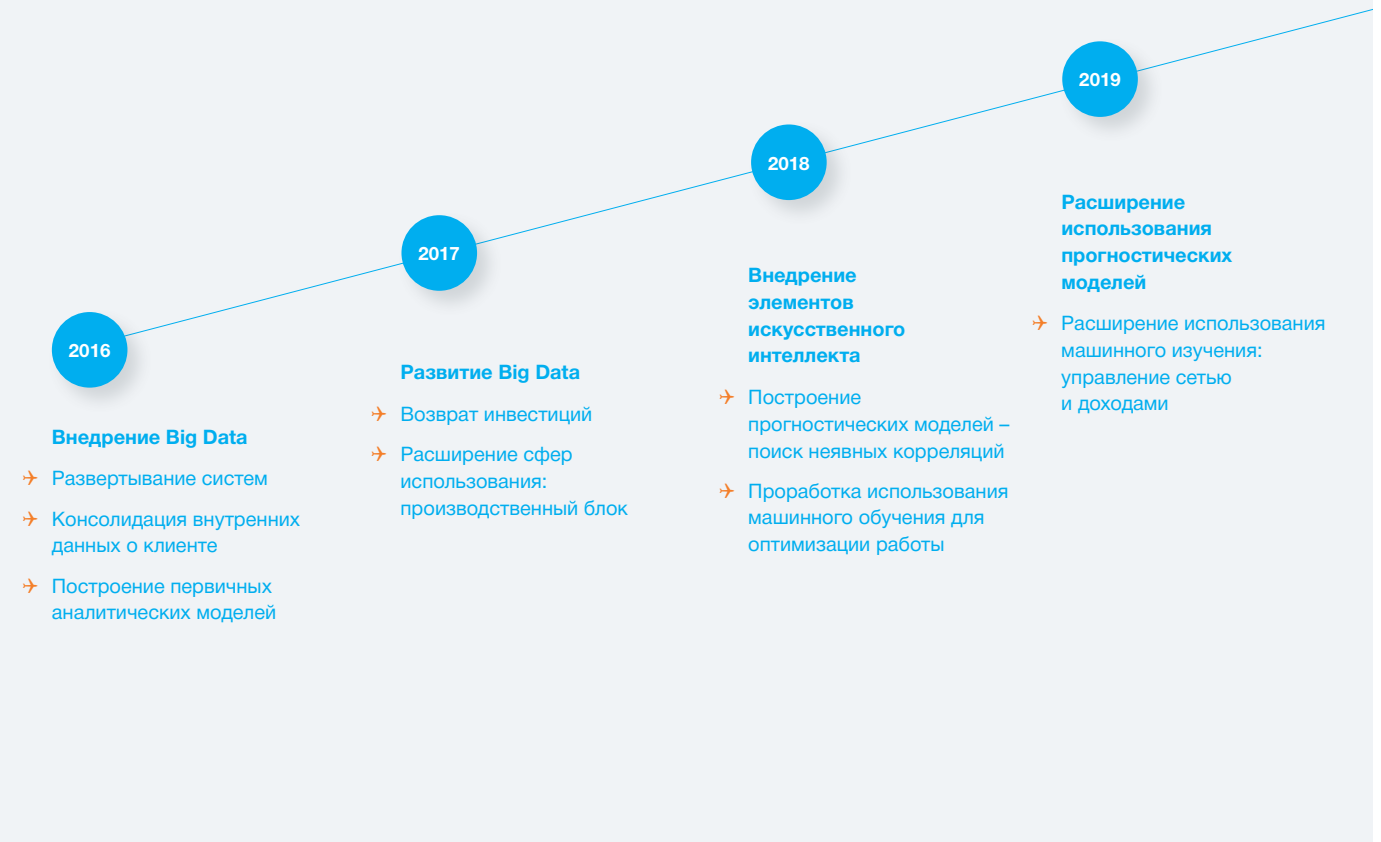 2016
Внедрение Big Data
Развертывание систем
Консолидация внутренних
данных о клиенте
Построение первичных
аналитических моделей
2017
Развитие Big Data
Возврат инвестиций
Расширение сфер
использования:
производственный блок
2018
Внедрение
элементов
искусственного
интеллекта
Построение
прогностических моделей –
поиск неявных корреляций
Проработка использования
машинного обучения для
оптимизации работы
2019
Расширение
использования
прогностических
моделей
Расширение использования
машинного изучения:
управление сетью
и доходами